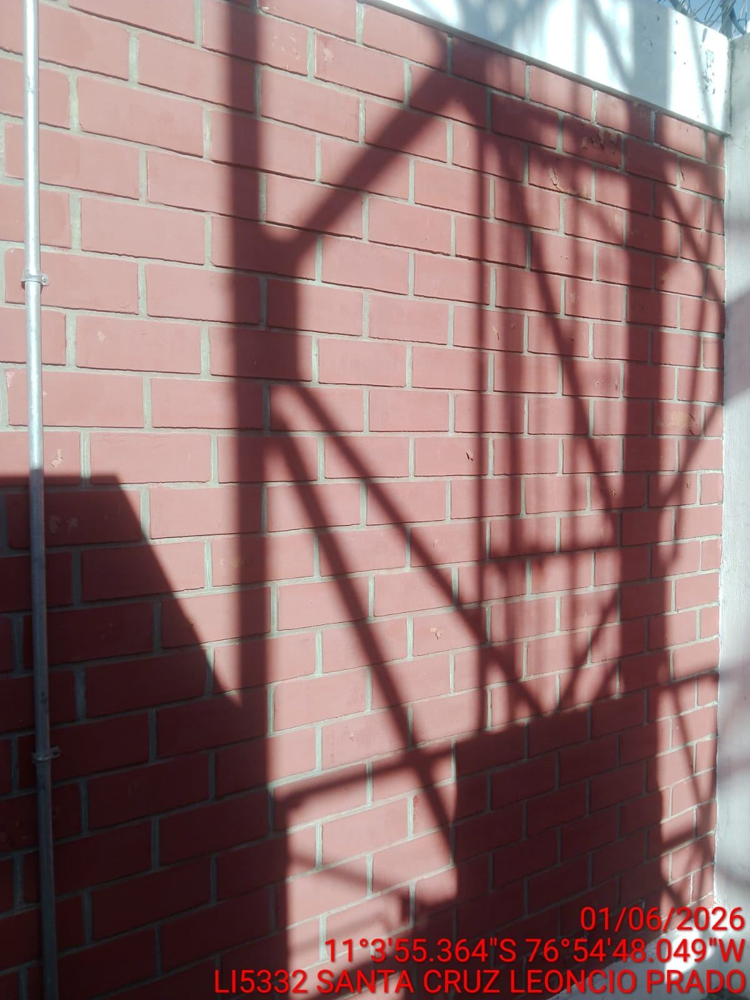 01/06/2026
11°3'55.364"S 76°54'48.049"W
LI5332 SANTA CRUZ LEONCIO PRADO